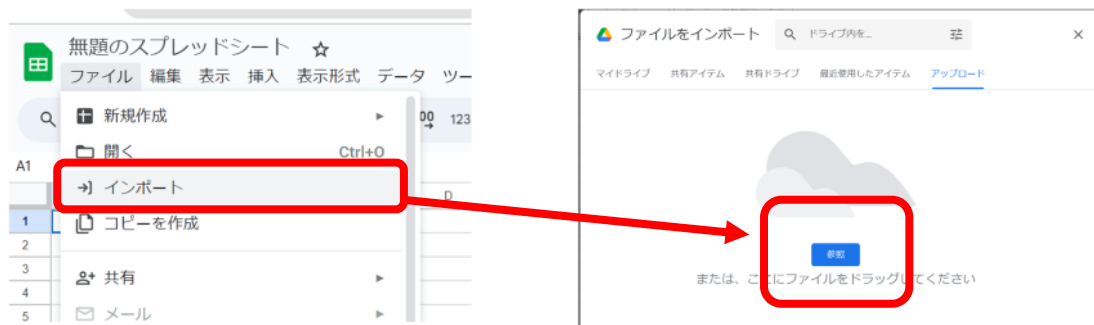 無題のスプレッドシート
ファイル 編集 表示 挿入 表示形式 データ ツー
新規作成
00 123
開く Ctrl+O
A1
インポート
D
1
コピーを作成
2
3
共有
4
5
メール
ファイルをインポート ドライブ内を...
マイドライブ 共有アイテム 共有ドライブ 最近使用したアイテム アップロード
参照
または、ここにファイルをドラッグしてください